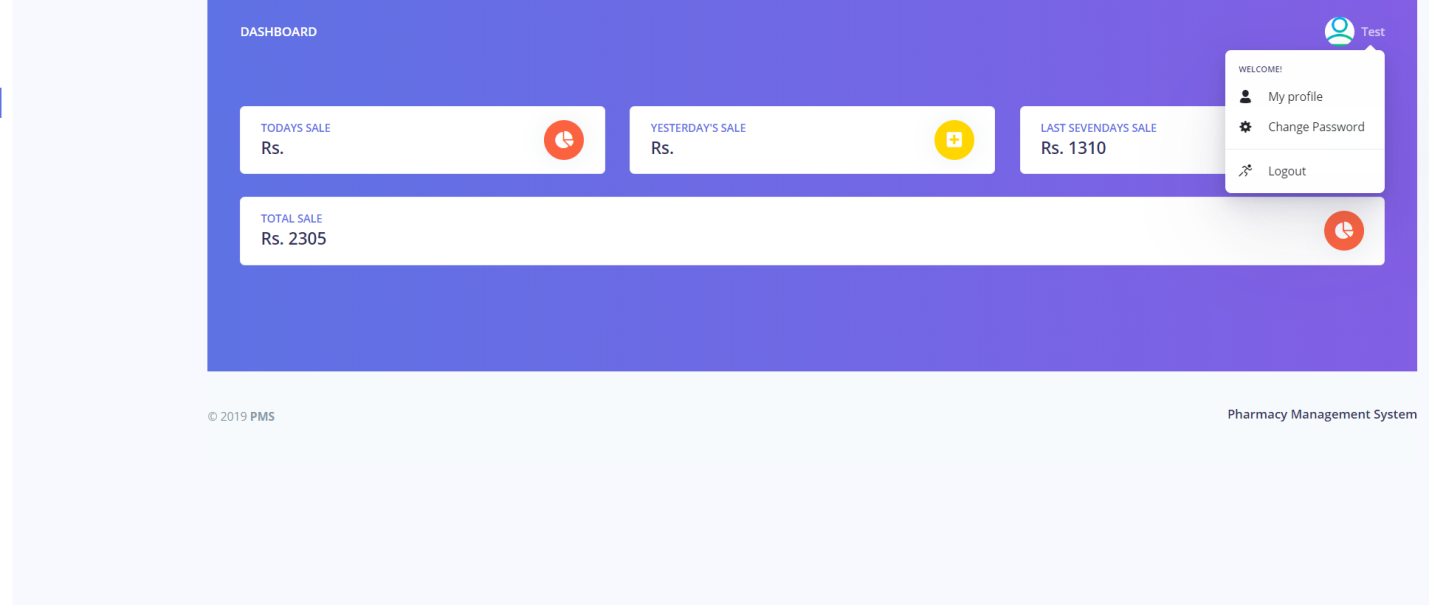 DASHBOARD
Test
WELCOME!
My profile
Change Password
Logout
TODAYS SALE
Rs.
YESTERDAY'S SALE
Rs.
LAST SEVENDAYS SALE
Rs. 1310
TOTAL SALE
Rs. 2305
© 2019 PMS
Pharmacy Management System